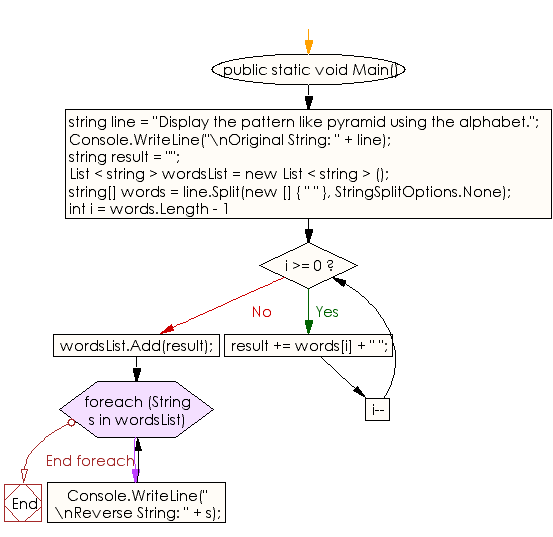 public static void Main()
string line = "Display the pattern like pyramid using the alphabet.";
Console.WriteLine("\nOriginal String: " + line);
string result = "";
List < string > wordsList = new List < string > ();
string[] words = line.Split(new [] { " " }, StringSplitOptions.None);
int i = words.Length - 1
i >= 0 ?
No
Yes
wordsList.Add(result);
result += words[i] + " ";
i--
foreach (String
s in wordsList)
End foreach
End
Console.WriteLine("
\nReverse String: " + s);